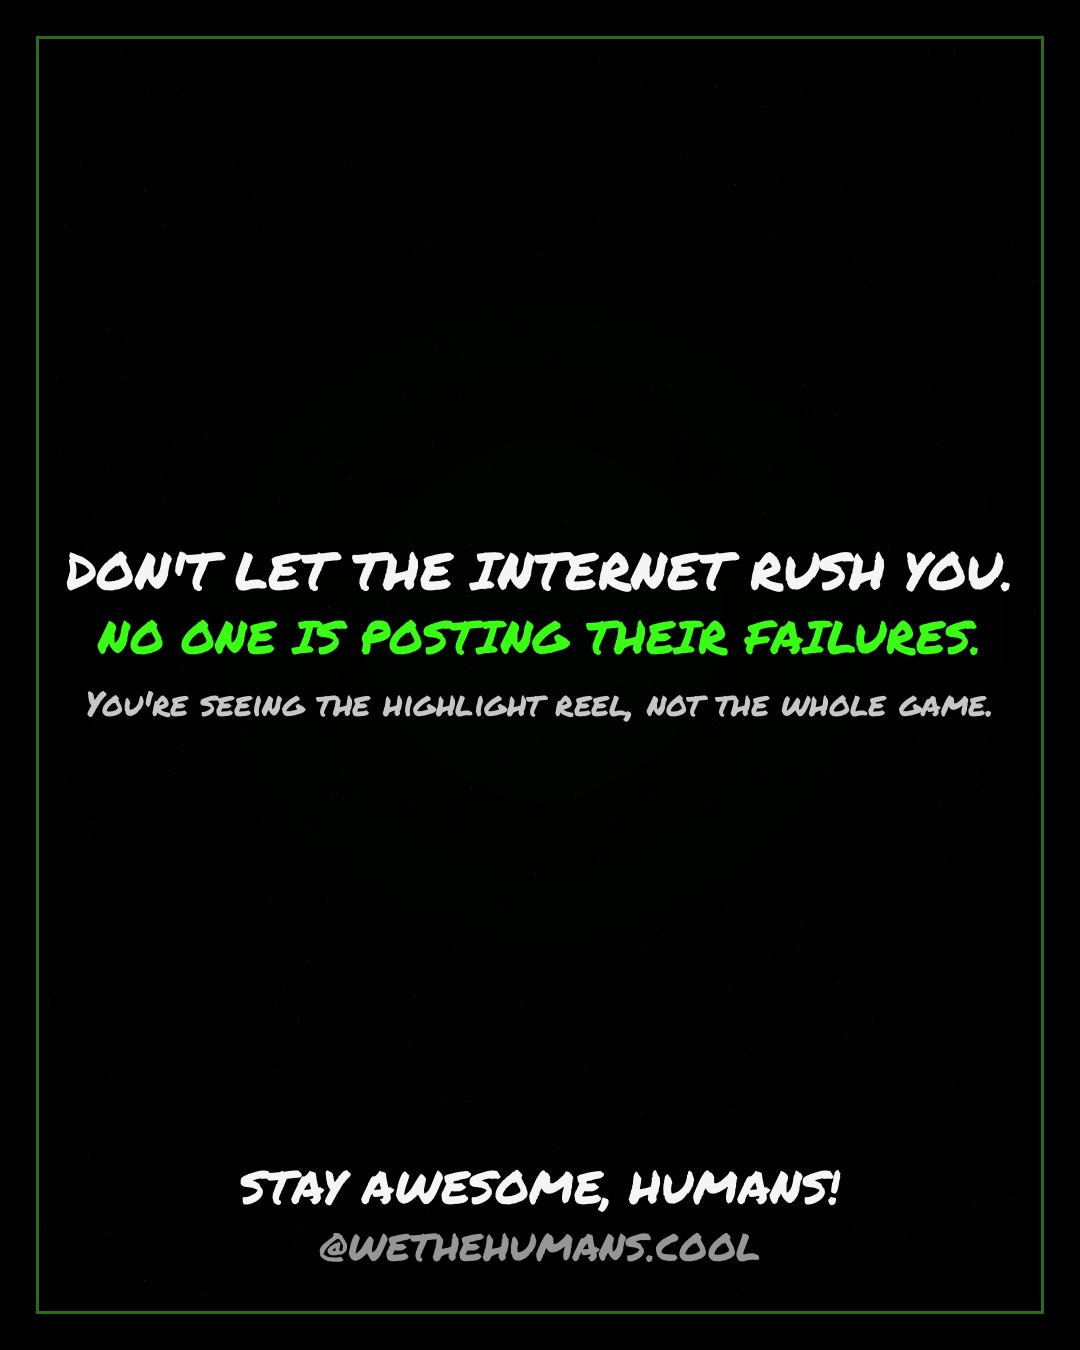 DON'T LET THE INTERNET RUSH YOU.
NO ONE IS POSTING THEIR FAILURES.
YOU'RE SEEING THE HIGHLIGHT REEL, NOT THE WHOLE GAME.
STAY AWESOME, HUMANS!
@WETHEHUMANS.COOL